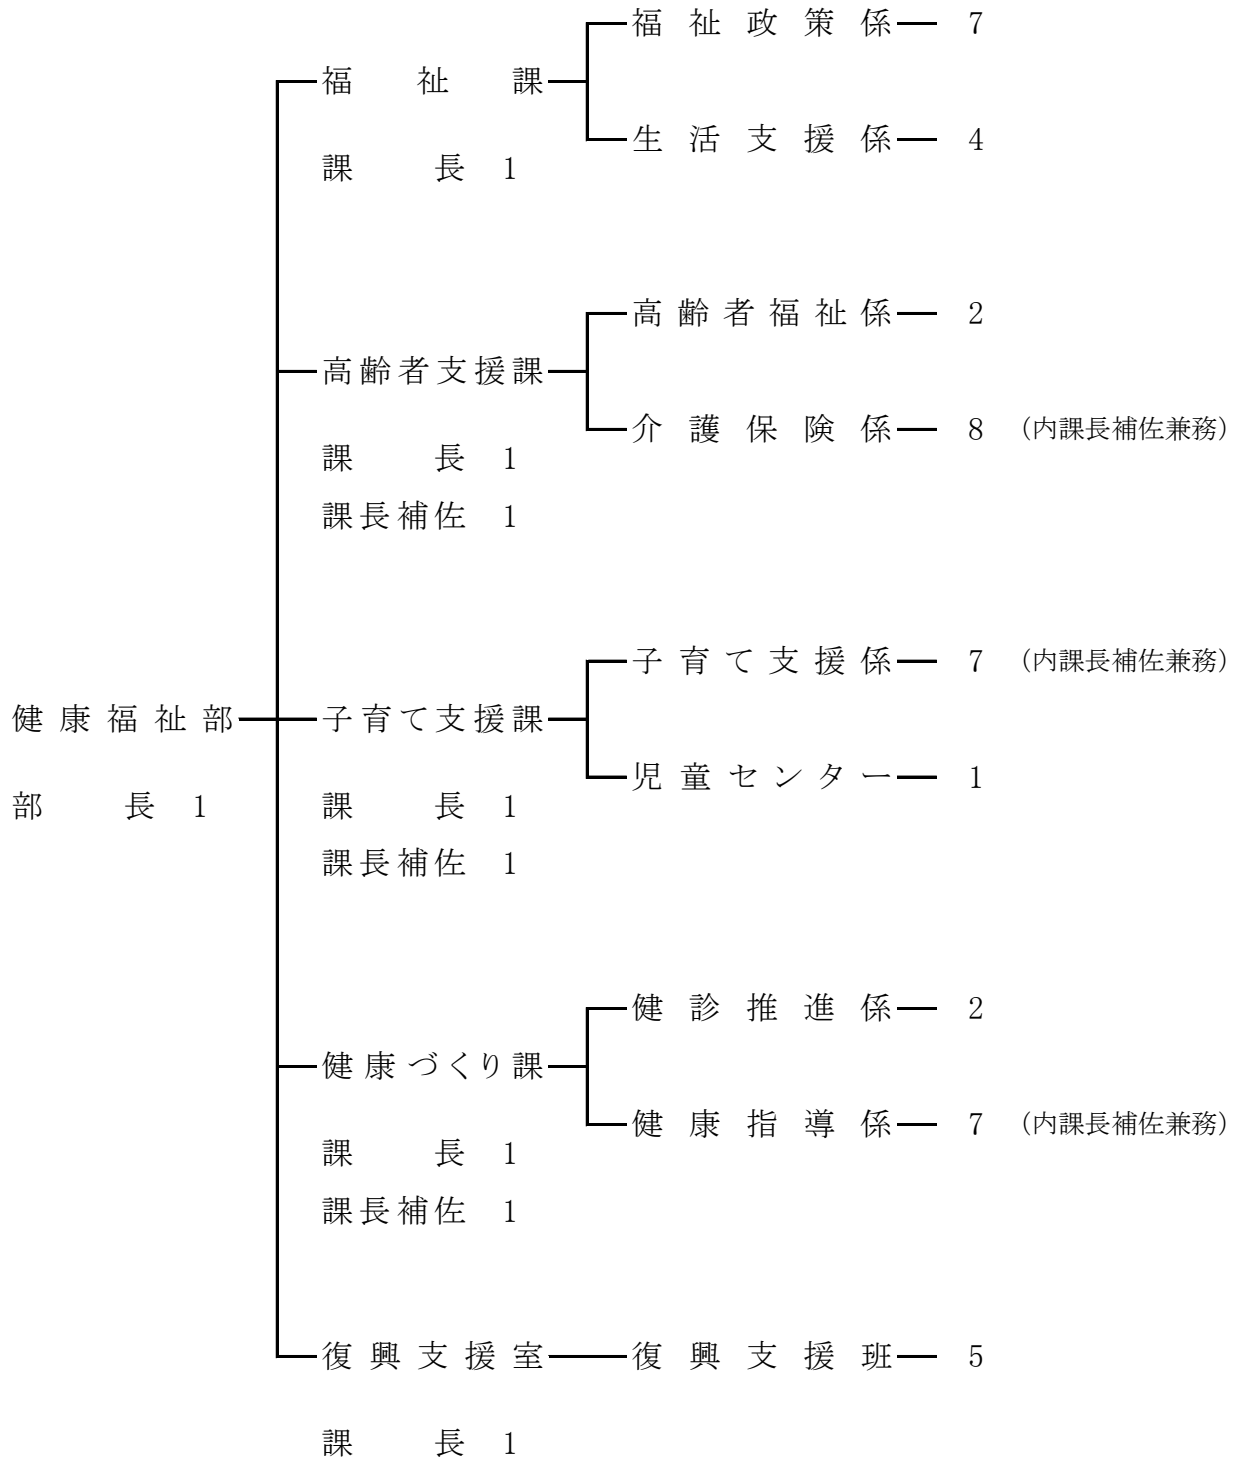 福祉政策係 7
福祉課
生活支援係 4
課長 1
高齢者福祉係 2
高齢者支援課
介護保険係 8 （内課長補佐兼務）
課長 1
課長補佐 1
子育て支援係 7 （内課長補佐兼務）
健康福祉部 子育て支援課
児童センター 1
部長 1 課長 1
課長補佐 1
健診推進係 2
健康づくり課
健康指導係 7 （内課長補佐兼務）
課長 1
課長補佐 1
復興支援室 復興支援班 5
課長 1